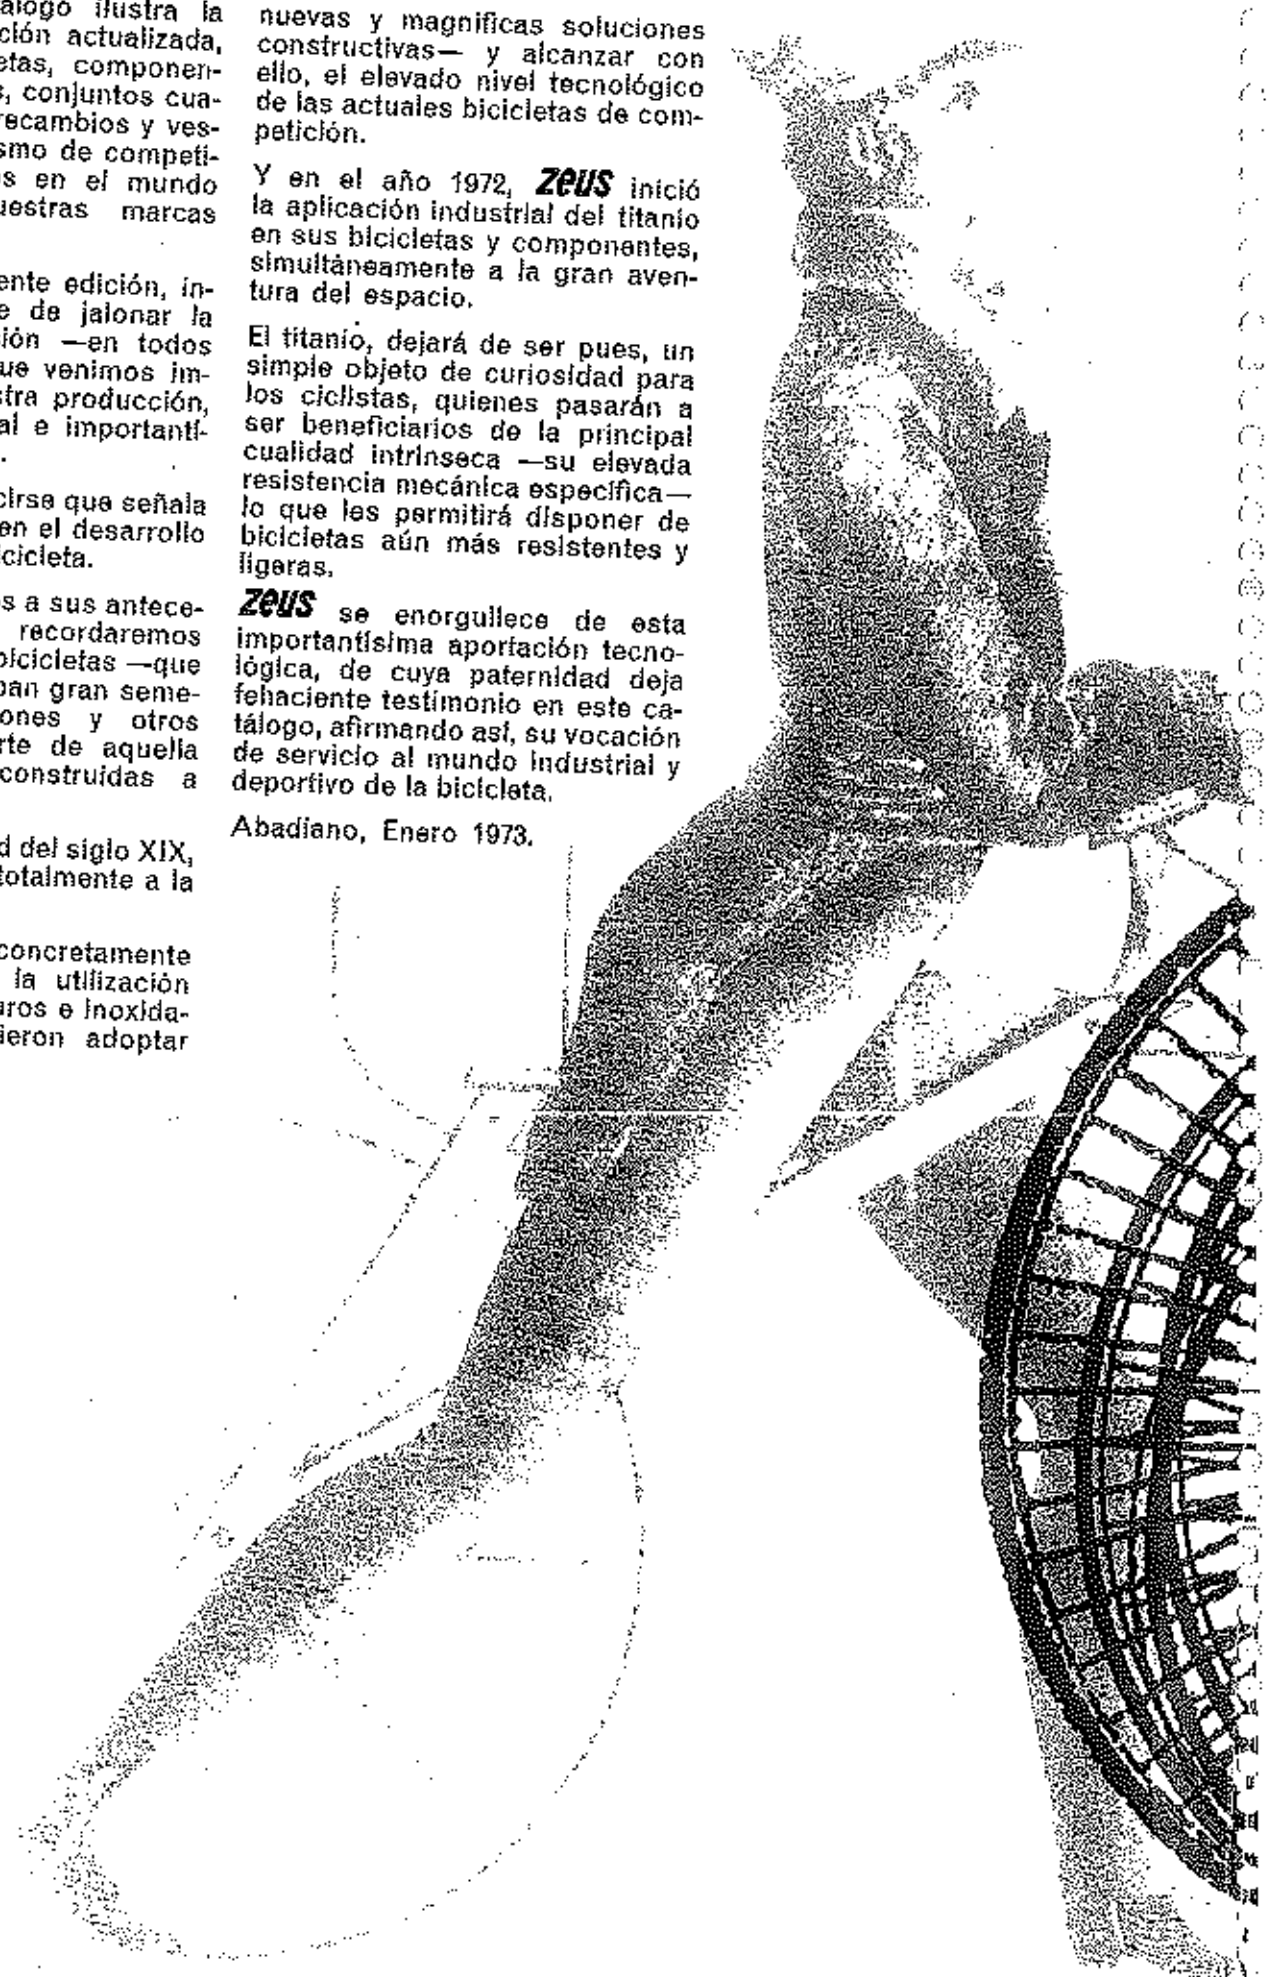 álogo ilustra la
ción actualizada,
etas, componen-
s, conjuntos cua-
recambios y ves-
smo de competi-
s en el mundo
uestras marcas
ente edición, in-
e de jalonar la
ión —en todos
ue venimos im-
stra producción,
al e importantí-
.
cirse que señala
en el desarrollo
cicleta.
s a sus antece-
recordaremos
bicicletas —que
ban gran seme-
ones y otros
rte de aquella
construídas a
d del siglo XIX,
totalmente a la
concretamente
la utilización
uros e inoxida-
ieron adoptar
nuevas y magníficas soluciones
constructivas— y alcanzar con
ello, el elevado nivel tecnológico
de las actuales bicicletas de com-
petición.
Y en el año 1972, zeus inició
la aplicación industrial del titanio
en sus bicicletas y componentes,
simultáneamente a la gran aven-
tura del espacio.
El titanio, dejará de ser pues, un
simple objeto de curiosidad para
los ciclistas, quienes pasarán a
ser beneficiarios de la principal
cualidad intrínseca —su elevada
resistencia mecánica específica—
lo que les permitirá disponer de
bicicletas aún más resistentes y
ligeras.
zeus se enorgullece de esta
importantísima aportación tecno-
lógica, de cuya paternidad deja
fehaciente testimonio en este ca-
tálogo, afirmando así, su vocación
de servicio al mundo industrial y
deportivo de la bicicleta.
Abadiano, Enero 1973.